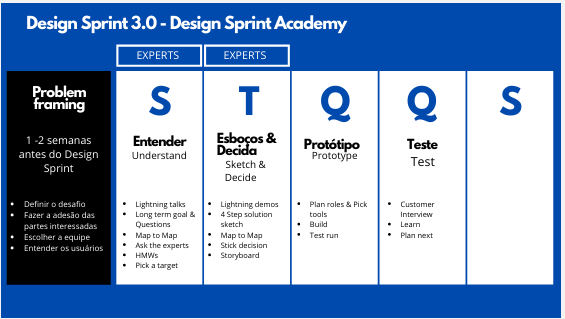 Design Sprint 3.0 - Design Sprint Academy
EXPERTS
EXPERTS
Problem
framing
1 -2 semanas
antes do Design
Sprint
• Definir o desafio
• Fazer a adesão das
partes interessadas
• Escolher a equipe
• Entender os usuários
S
Entender
Understand
• Lightning talks
• Long term goal &
Questions
• Map to Map
• Ask the experts
• HMWs
• Pick a target
T
Esboços &
Decida
Sketch &
Decide
• Lightning demos
• 4 Step solution
sketch
• Map to Map
• Stick decision
• Storyboard
Q
Protótipo
Prototype
• Plan roles & Pick
tools
• Build
• Test run
Q
Teste
Test
• Customer
Interview
• Learn
• Plan next
S